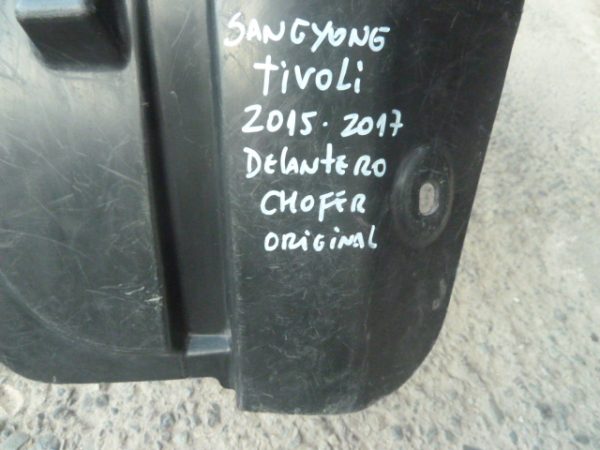 SANGYONG
tivoli
2015-2017
DELANTERO
CHOFER
ORIGINAL